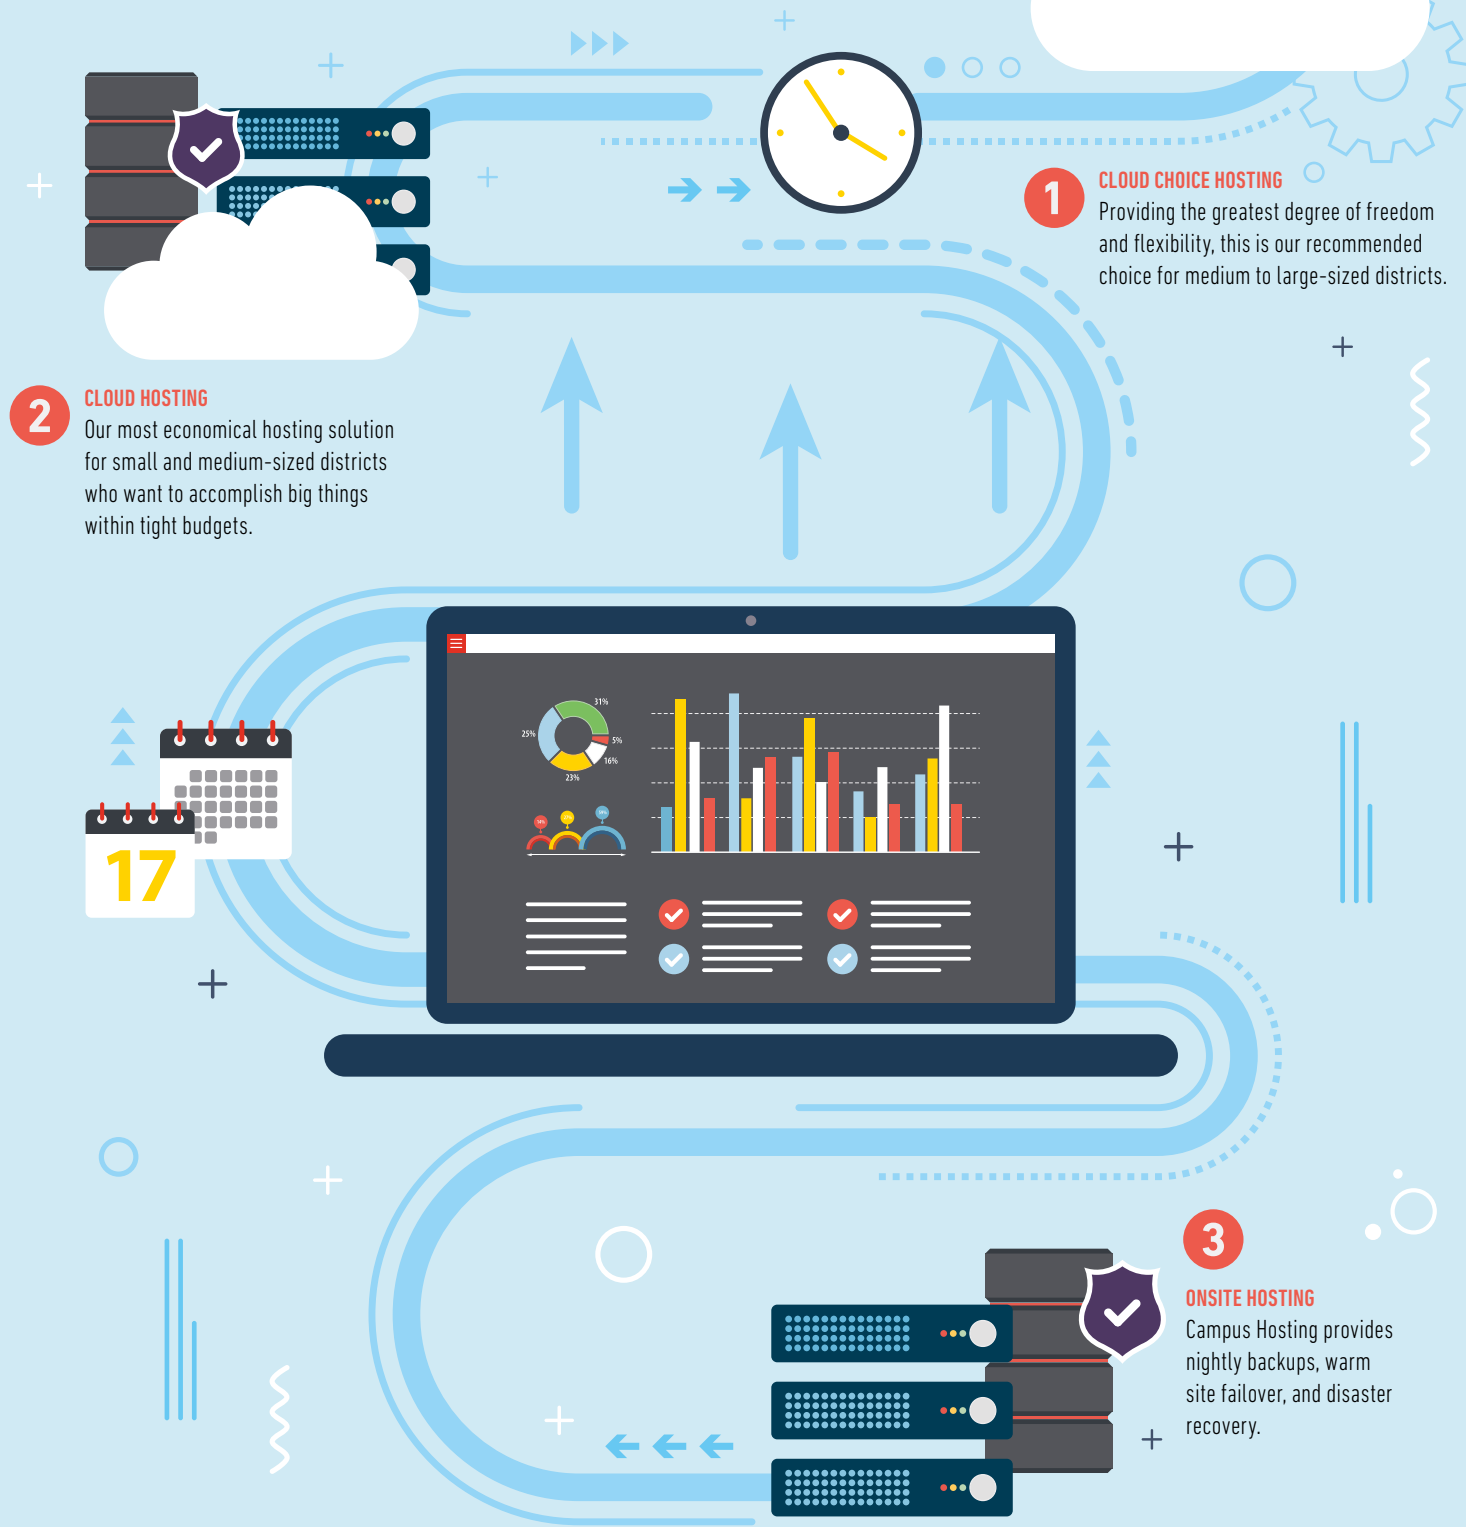 1
CLOUD CHOICE HOSTING
Providing the greatest degree of freedom
and flexibility, this is our recommended
choice for medium to large-sized districts.
2
CLOUD HOSTING
Our most economical hosting solution
for small and medium-sized districts
who want to accomplish big things
within tight budgets.
31%
25%
5%
16%
23%
17
3
ONSITE HOSTING
Campus Hosting provides
nightly backups, warm
site failover, and disaster
recovery.